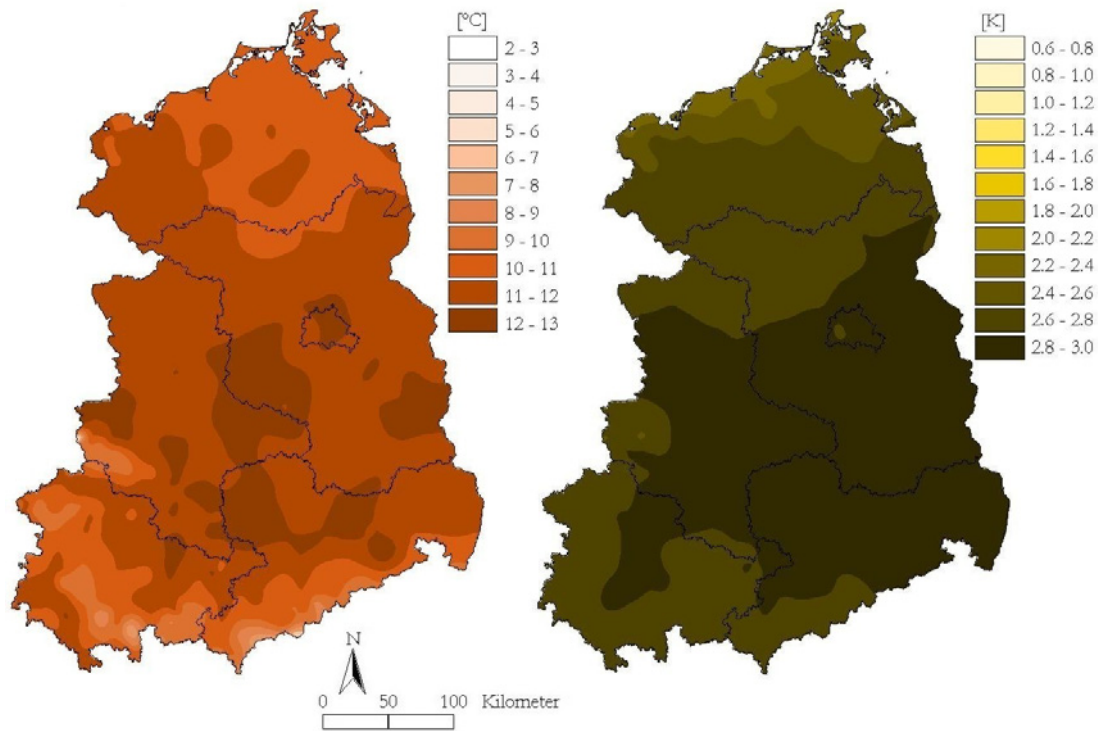 [°C]
2 - 3
3 - 4
4 - 5
5 - 6
6 - 7
7 - 8
8 - 9
9 - 10
10 - 11
11 - 12
12 - 13
[K]
0.6 - 0.8
0.8 - 1.0
1.0 - 1.2
1.2 - 1.4
1.4 - 1.6
1.6 - 1.8
1.8 - 2.0
2.0 - 2.2
2.2 - 2.4
2.4 - 2.6
2.6 - 2.8
2.8 - 3.0
N
0 50 100 Kilometer